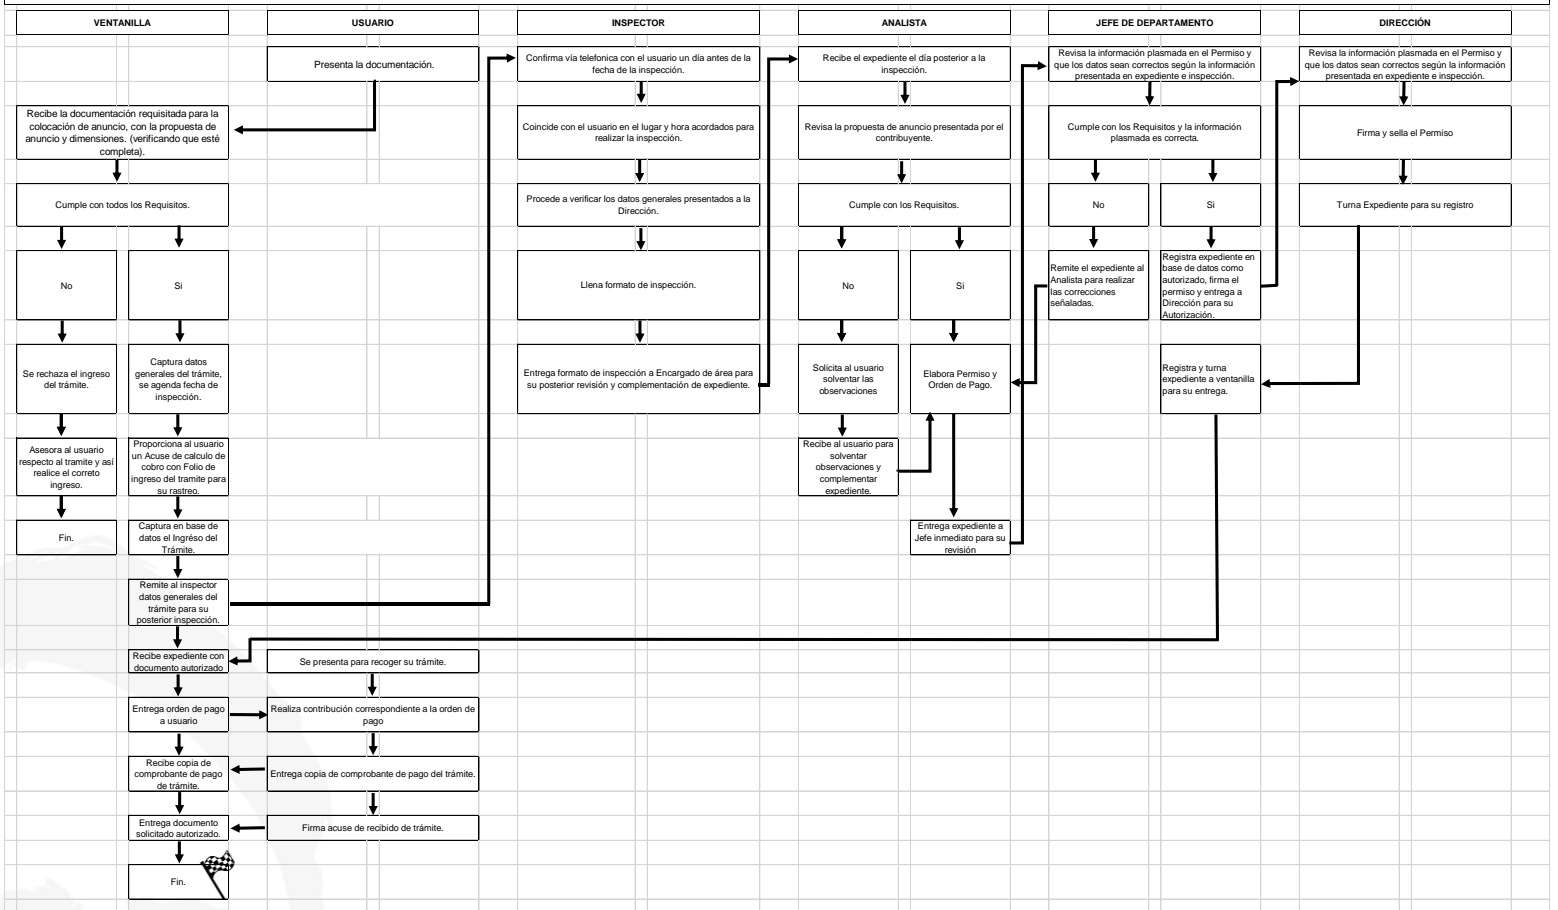 VENTANILLA
USUARIO
INSPECTOR
ANALISTA
JEFE DE DEPARTAMENTO
DIRECCIÓN
Recibe la documentación requisitada para la
colocación de anuncio, con la propuesta de
anuncio y dimensiones. (verificando que esté
completa).
Cumple con todos los Requisitos.
No
Si
Se rechaza el ingreso
del trámite.
Captura datos
generales del trámite,
se agenda fecha de
inspección.
Asesora al usuario
respecto al tramite y así
realice el correto
ingreso.
Proporciona al usuario
un Acuse de calculo de
cobro con Folio de
ingreso del tramite para
su rastreo.
Fin.
Captura en base de
datos el Ingréso del
Trámite.
Remite al inspector
datos generales del
trámite para su
posterior inspección.
Recibe expediente con
documento autorizado
Entrega orden de pago
a usuario
Recibe copia de
comprobante de pago
de trámite.
Entrega documento
solicitado autorizado.
Fin.
Presenta la documentación.
Se presenta para recoger su trámite.
Realiza contribución correspondiente a la orden de
pago
Entrega copia de comprobante de pago del trámite.
Firma acuse de recibido de trámite.
Confirma vía telefonica con el usuario un día antes de la
fecha de la inspección.
Coincide con el usuario en el lugar y hora acordados para
realizar la inspección.
Procede a verificar los datos generales presentados a la
Dirección.
Llena formato de inspección.
Entrega formato de inspección a Encargado de área para
su posterior revisión y complementación de expediente.
Recibe el expediente el día posterior a la
inspección.
Revisa la propuesta de anuncio presentada por el
contribuyente.
Cumple con los Requisitos.
No
Si
Solicita al usuario
solventar las
observaciones
Elabora Permiso y
Orden de Pago.
Recibe al usuario para
solventar
observaciones y
complementar
expediente.
Entrega expediente a
Jefe inmediato para su
revisión
Revisa la información plasmada en el Permiso y
que los datos sean correctos según la información
presentada en expediente e inspección.
Cumple con los Requisitos y la información
plasmada es correcta.
No
Si
Remite el expediente al
Analista para realizar
las correcciones
señaladas.
Registra expediente en
base de datos como
autorizado, firma el
permiso y entrega a
Dirección para su
Autorización.
Registra y turna
expediente a ventanilla
para su entrega.
Revisa la información plasmada en el Permiso y
que los datos sean correctos según la información
presentada en expediente e inspección.
Firma y sella el Permiso
Turna Expediente para su registro